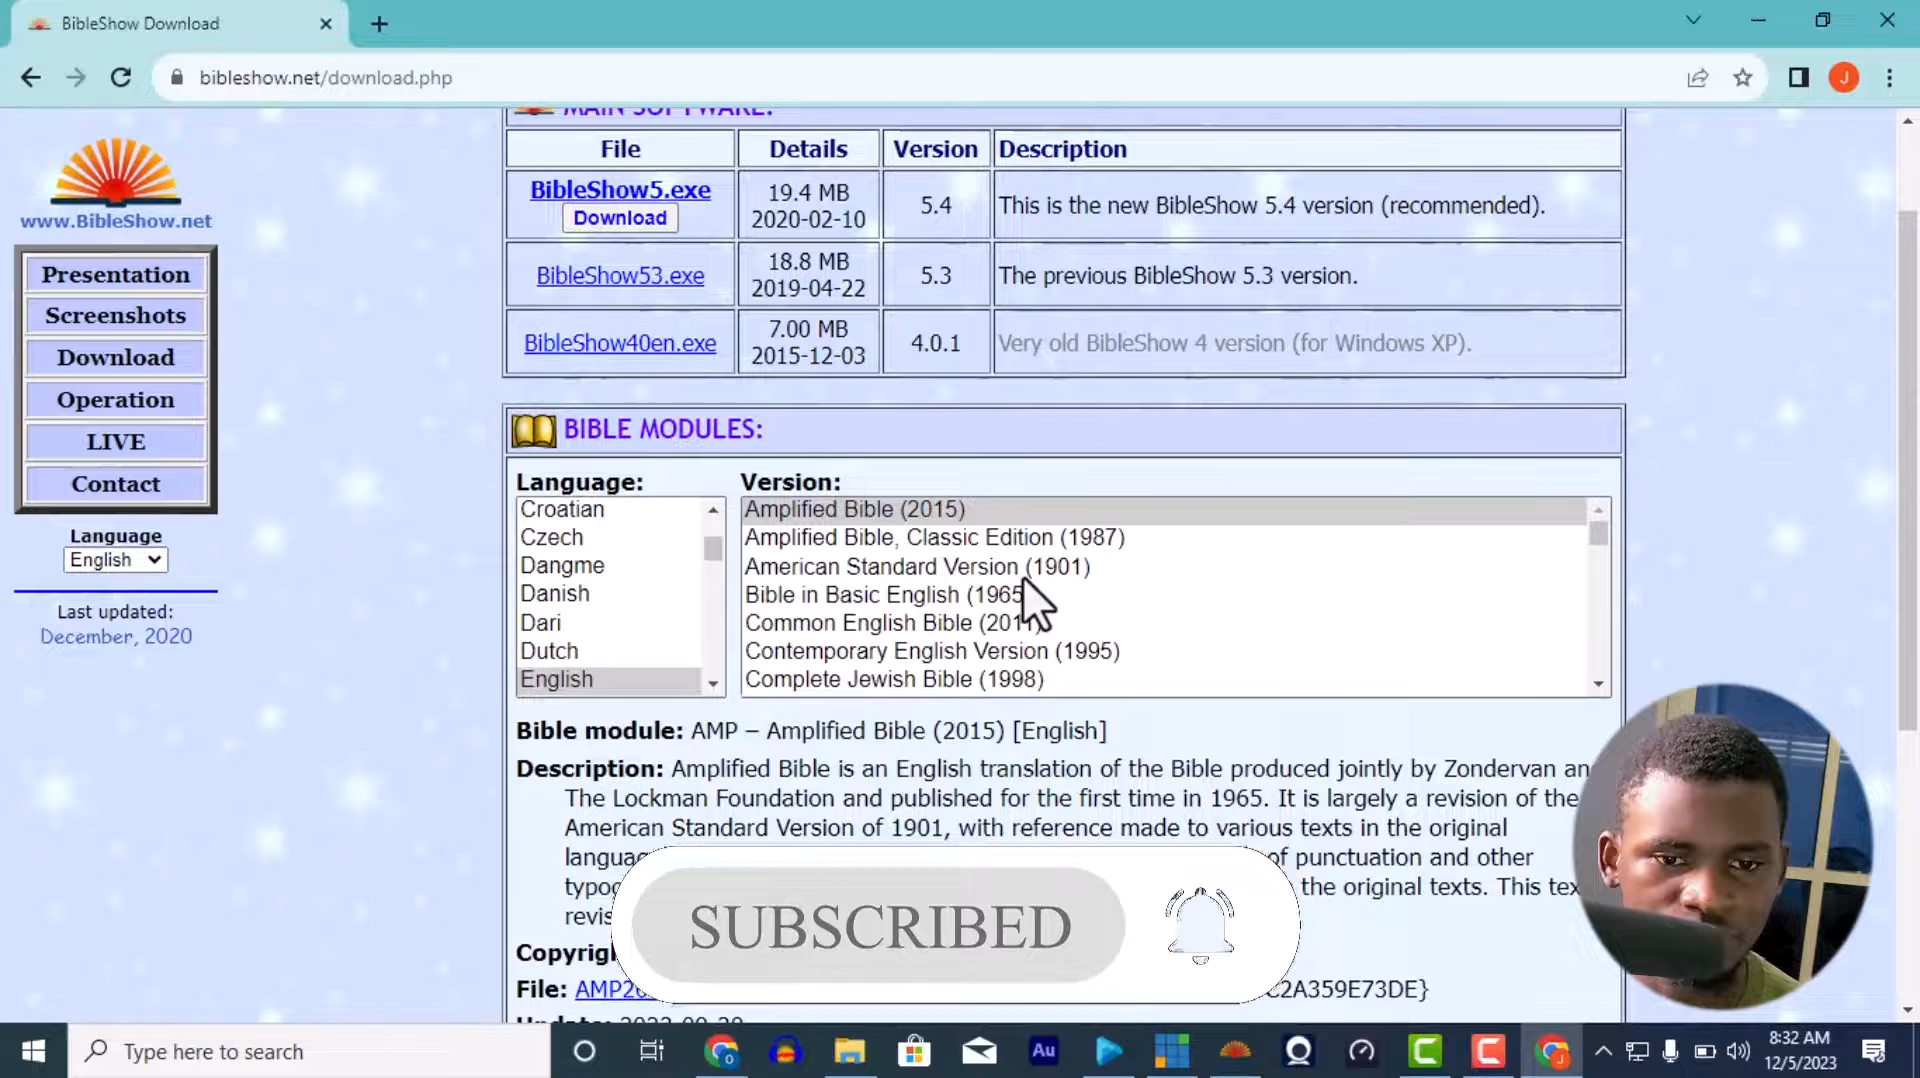 BibleShow Download
bibleshow.net/download.php
J
www.BibleShow.net
Presentation
Screenshots
Download
Operation
LIVE
Contact
Language
English
Last updated:
December, 2020
MAIN SOFTWARE:
File Details Version Description
BibleShow5.exe
Download
19.4 MB
2020-02-10
5.4
This is the new BibleShow 5.4 version (recommended).
BibleShow53.exe
18.8 MB
2019-04-22
5.3
The previous BibleShow 5.3 version.
BibleShow40en.exe
7.00 MB
2015-12-03
4.0.1
Very old BibleShow 4 version (for Windows XP).
BIBLE MODULES:
Language:
Croatian
Czech
Dangme
Danish
Dari
Dutch
English
Version:
Amplified Bible (2015)
Amplified Bible, Classic Edition (1987)
American Standard Version (1901)
Bible in Basic English (1965
Common English Bible (2011)
Contemporary English Version (1995)
Complete Jewish Bible (1998)
Bible module: AMP – Amplified Bible (2015) [English]
Description: Amplified Bible is an English translation of the Bible produced jointly by Zondervan an
The Lockman Foundation and published for the first time in 1965. It is largely a revision of the
American Standard Version of 1901, with reference made to various texts in the original
of punctuation and other
the original texts. This
SUBSCRIBED
File:
C2A359E73DE}
Type here to search
Au
8:32 AM
12/5/2023